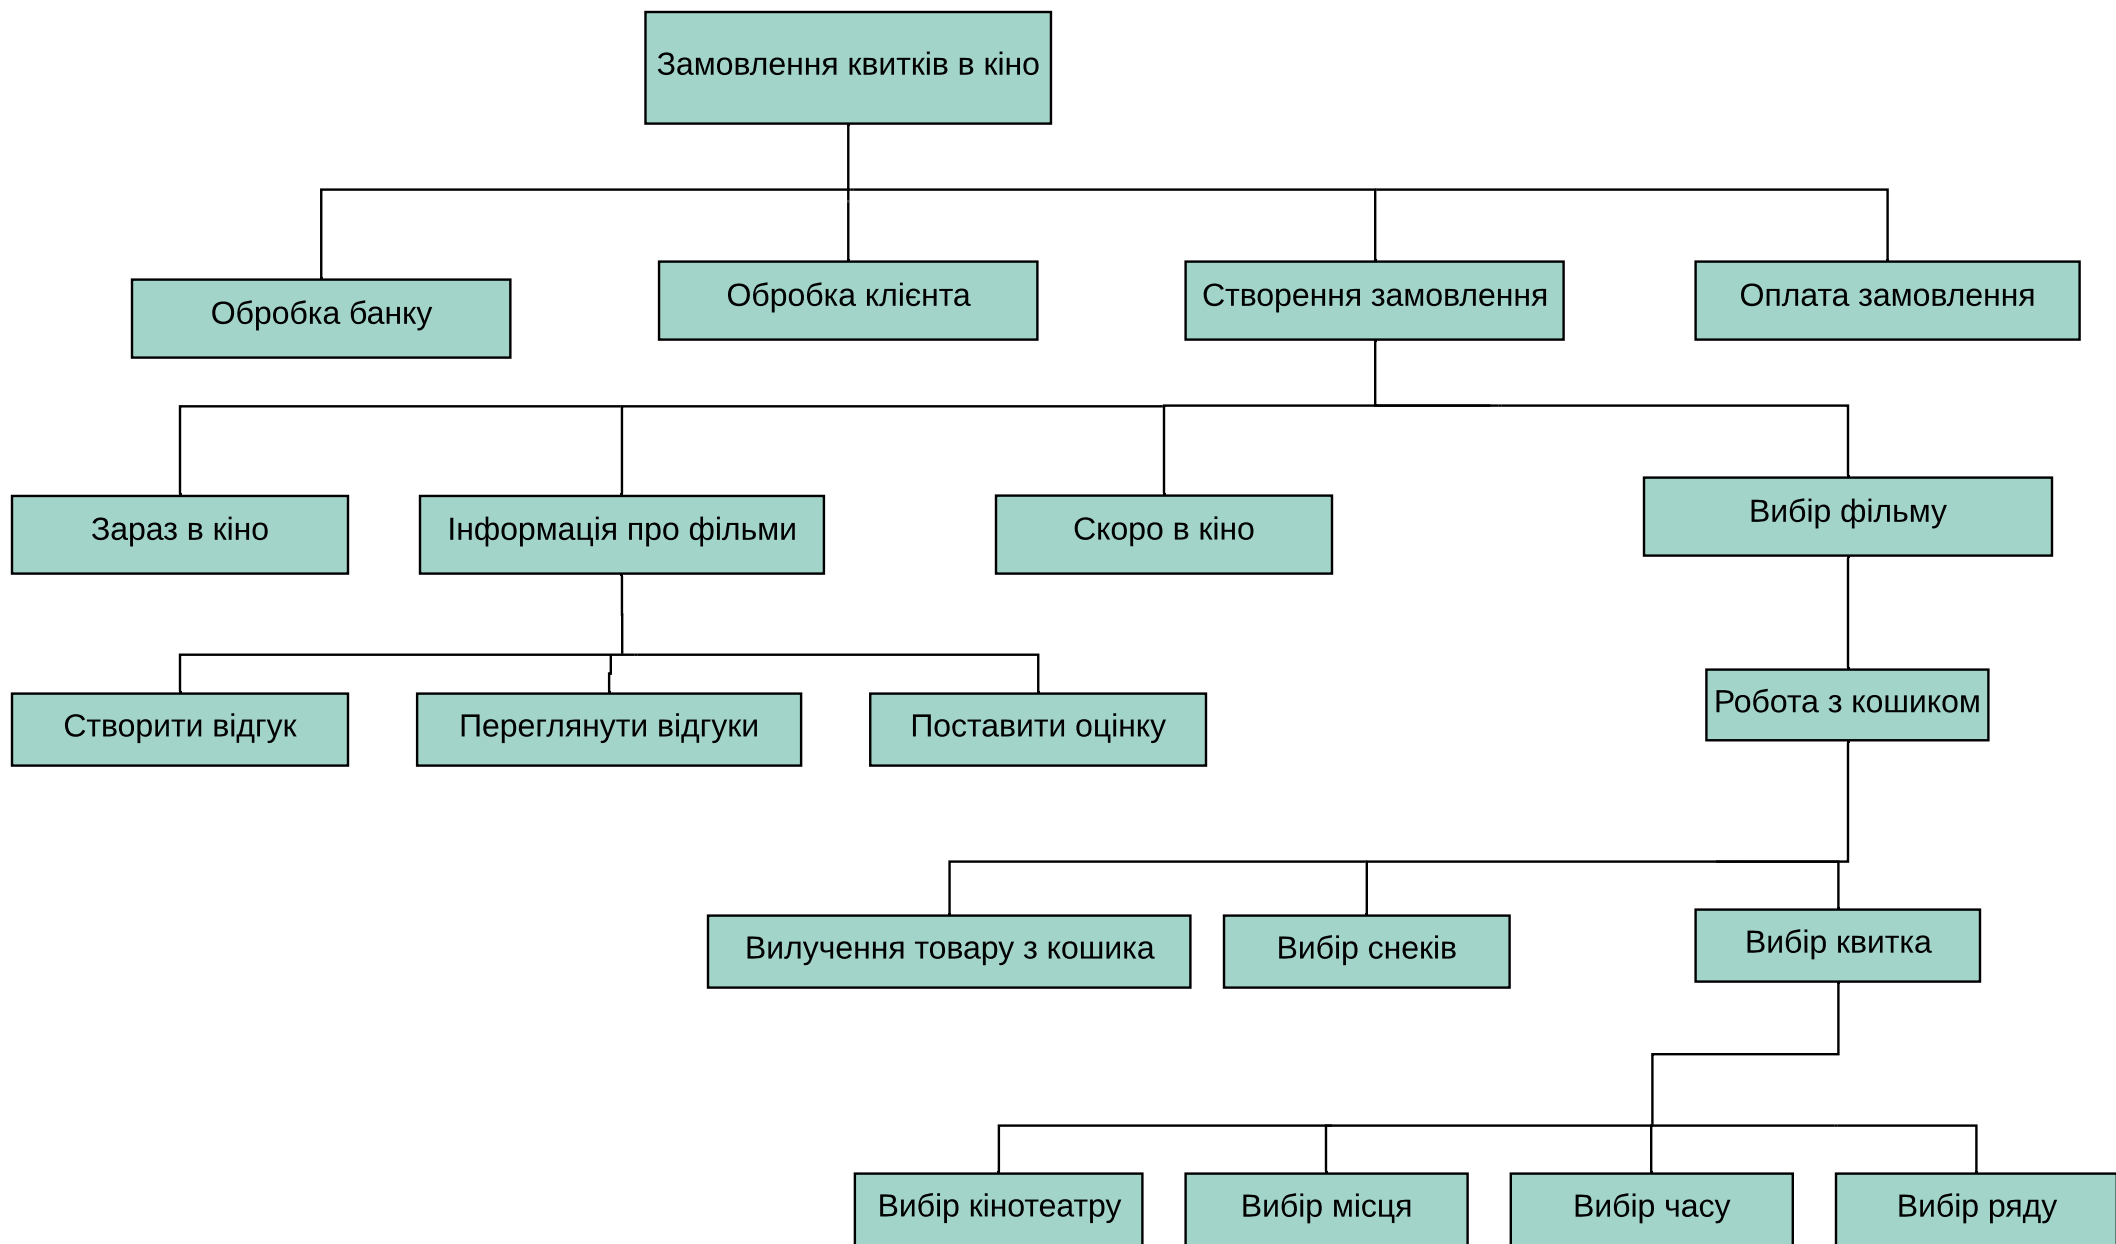 Замовлення квитків в кіно
Обробка банку
Обробка клієнта
Створення замовлення
Оплата замовлення
Зараз в кіно
Інформація про фільми
Скоро в кіно
Вибір фільму
Створити відгук
Переглянути відгуки
Поставити оцінку
Робота з кошиком
Вилучення товару з кошика
Вибір снеків
Вибір квитка
Вибір кінотеатру
Вибір місця
Вибір часу
Вибір ряду